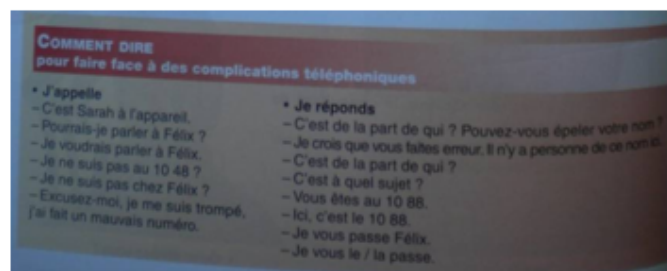 COMMENT DIRE
pour faire face à des complications téléphoniques
• J'appelle
– C'est Sarah à l'appareil.
– Pourrais-je parler à Félix ?
– Je voudrais parler à Félix.
– Je ne suis pas au 10 48 ?
– Je ne suis pas chez Félix ?
– Excusez-moi, je me suis trompé,
j'ai fait un mauvais numéro.
• Je réponds
– C'est de la part de qui ? Pouvez-vous épeler votre nom ?
– Je crois que vous faites erreur. Il n'y a personne de ce nom ici.
– C'est de la part de qui ?
– C'est à quel sujet ?
– Vous êtes au 10 88.
– Ici, c'est le 10 88.
– Je vous passe Félix.
– Je vous le / la passe.